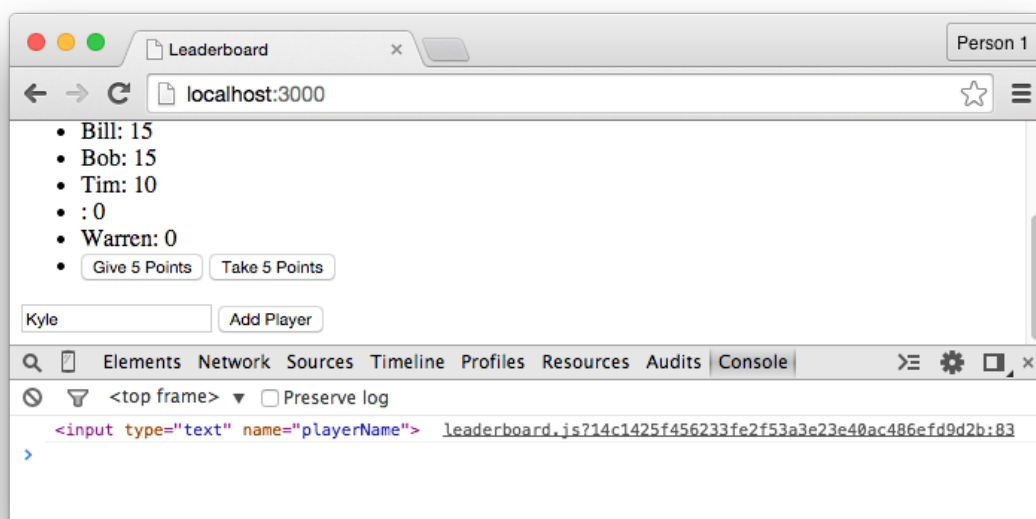 Leaderboard
Person 1
localhost:3000
Bill: 15
Bob: 15
Tim: 10
: 0
Warren: 0
Give 5 Points Take 5 Points
Kyle Add Player
Elements Network Sources Timeline Profiles Resources Audits Console
<top frame> Preserve log
<input type="text" name="playerName"> leaderboard.js?14c1425f456233fe2f53a3e23e40ac486efd9d2b:83